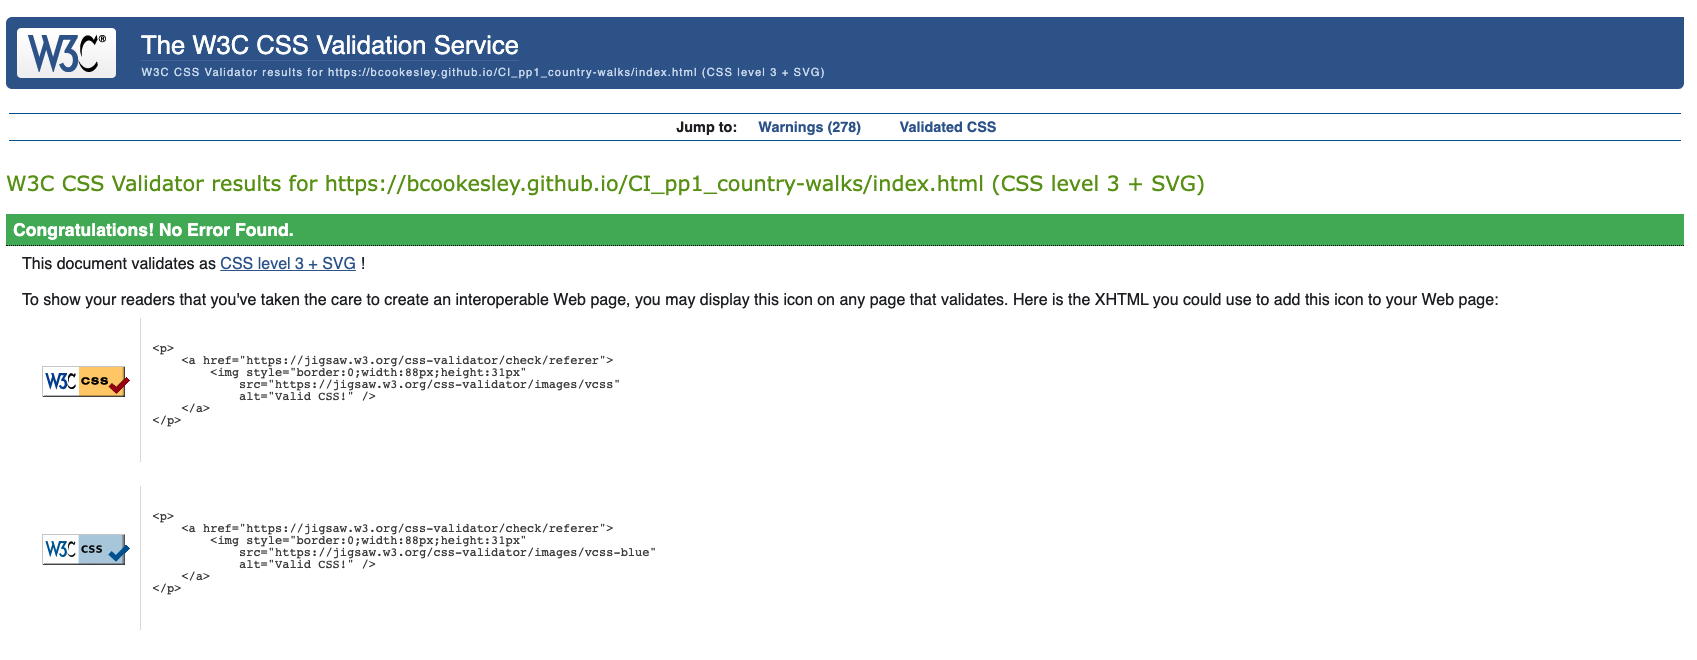 W3C®
The W3C CSS Validation Service
W3C CSS Validator results for https://bcookesley.github.io/CI_pp1_country-walks/index.html (CSS level 3 + SVG)
Jump to: Warnings (278) Validated CSS
W3C CSS Validator results for https://bcookesley.github.io/CI_pp1_country-walks/index.html (CSS level 3 + SVG)
Congratulations! No Error Found.
This document validates as CSS level 3 + SVG !
To show your readers that you've taken the care to create an interoperable Web page, you may display this icon on any page that validates. Here is the XHTML you could use to add this icon to your Web page:
W3C css
<p>
<a href="https://jigsaw.w3.org/css-validator/check/referer">
<img style="border:0;width:88px;height:31px"
src="https://jigsaw.w3.org/css-validator/images/vcss"
alt="Valid CSS!" />
</a>
</p>
W3C css
<p>
<a href="https://jigsaw.w3.org/css-validator/check/referer">
<img style="border:0;width:88px;height:31px"
src="https://jigsaw.w3.org/css-validator/images/vcss-blue"
alt="Valid CSS!" />
</a>
</p>